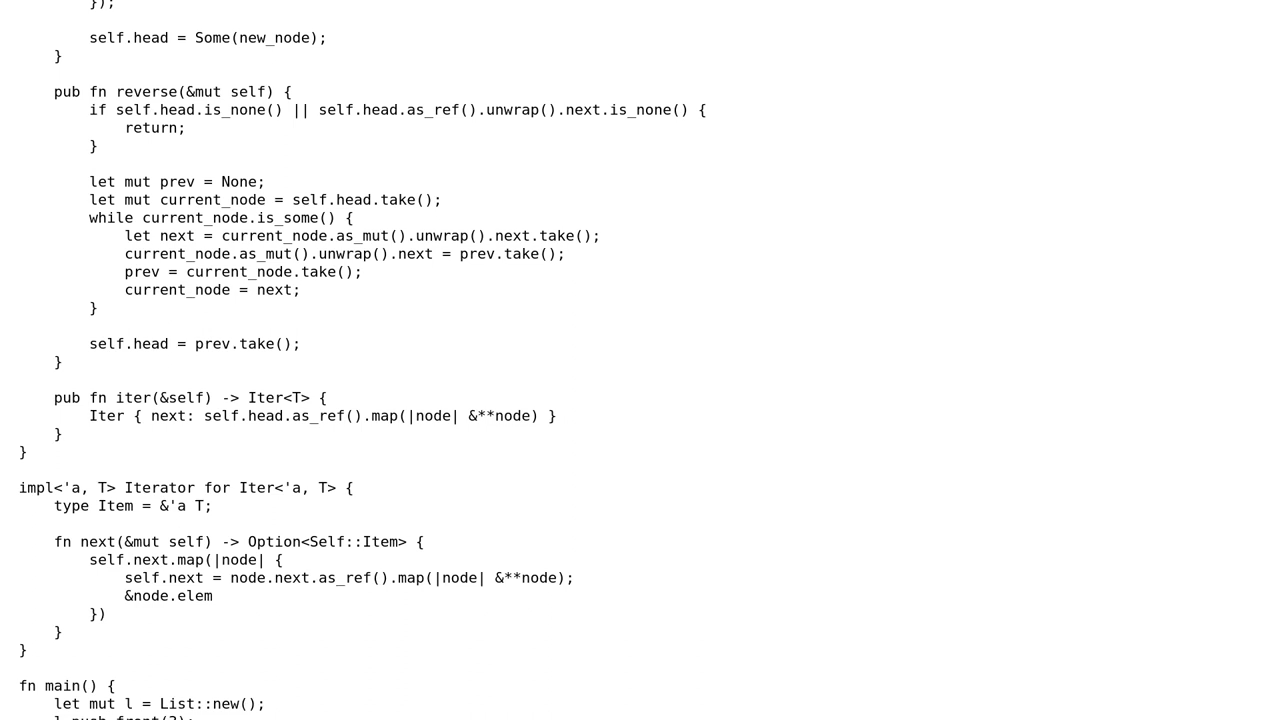 });

        self.head = Some(new_node);
    }

    pub fn reverse(&mut self) {
        if self.head.is_none() || self.head.as_ref().unwrap().next.is_none() {
            return;
        }

        let mut prev = None;
        let mut current_node = self.head.take();
        while current_node.is_some() {
            let next = current_node.as_mut().unwrap().next.take();
            current_node.as_mut().unwrap().next = prev.take();
            prev = current_node.take();
            current_node = next;
        }

        self.head = prev.take();
    }

    pub fn iter(&self) -> Iter<T> {
        Iter { next: self.head.as_ref().map(|node| &**node) }
    }
}

impl<'a, T> Iterator for Iter<'a, T> {
    type Item = &'a T;

    fn next(&mut self) -> Option<Self::Item> {
        self.next.map(|node| {
            self.next = node.next.as_ref().map(|node| &**node);
            &node.elem
        })
    }
}

fn main() {
    let mut l = List::new();
    l.push_front(3);